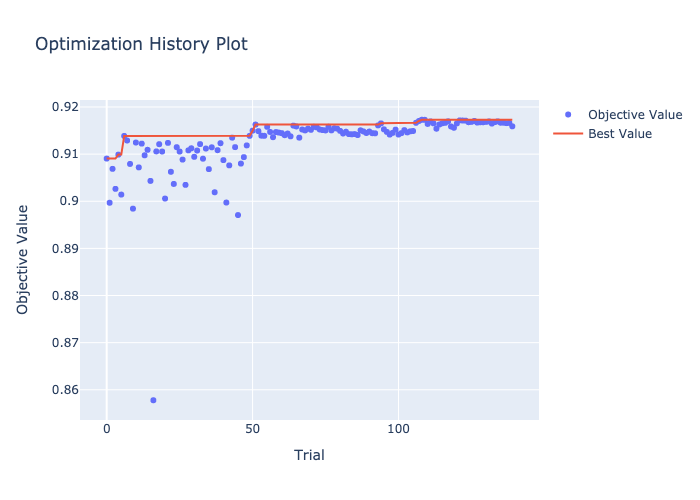 Optimization History Plot
0.92
0.91
0.9
0.89
0.88
0.87
0.86
0
50
100
Trial
Objective Value
Objective Value
Best Value